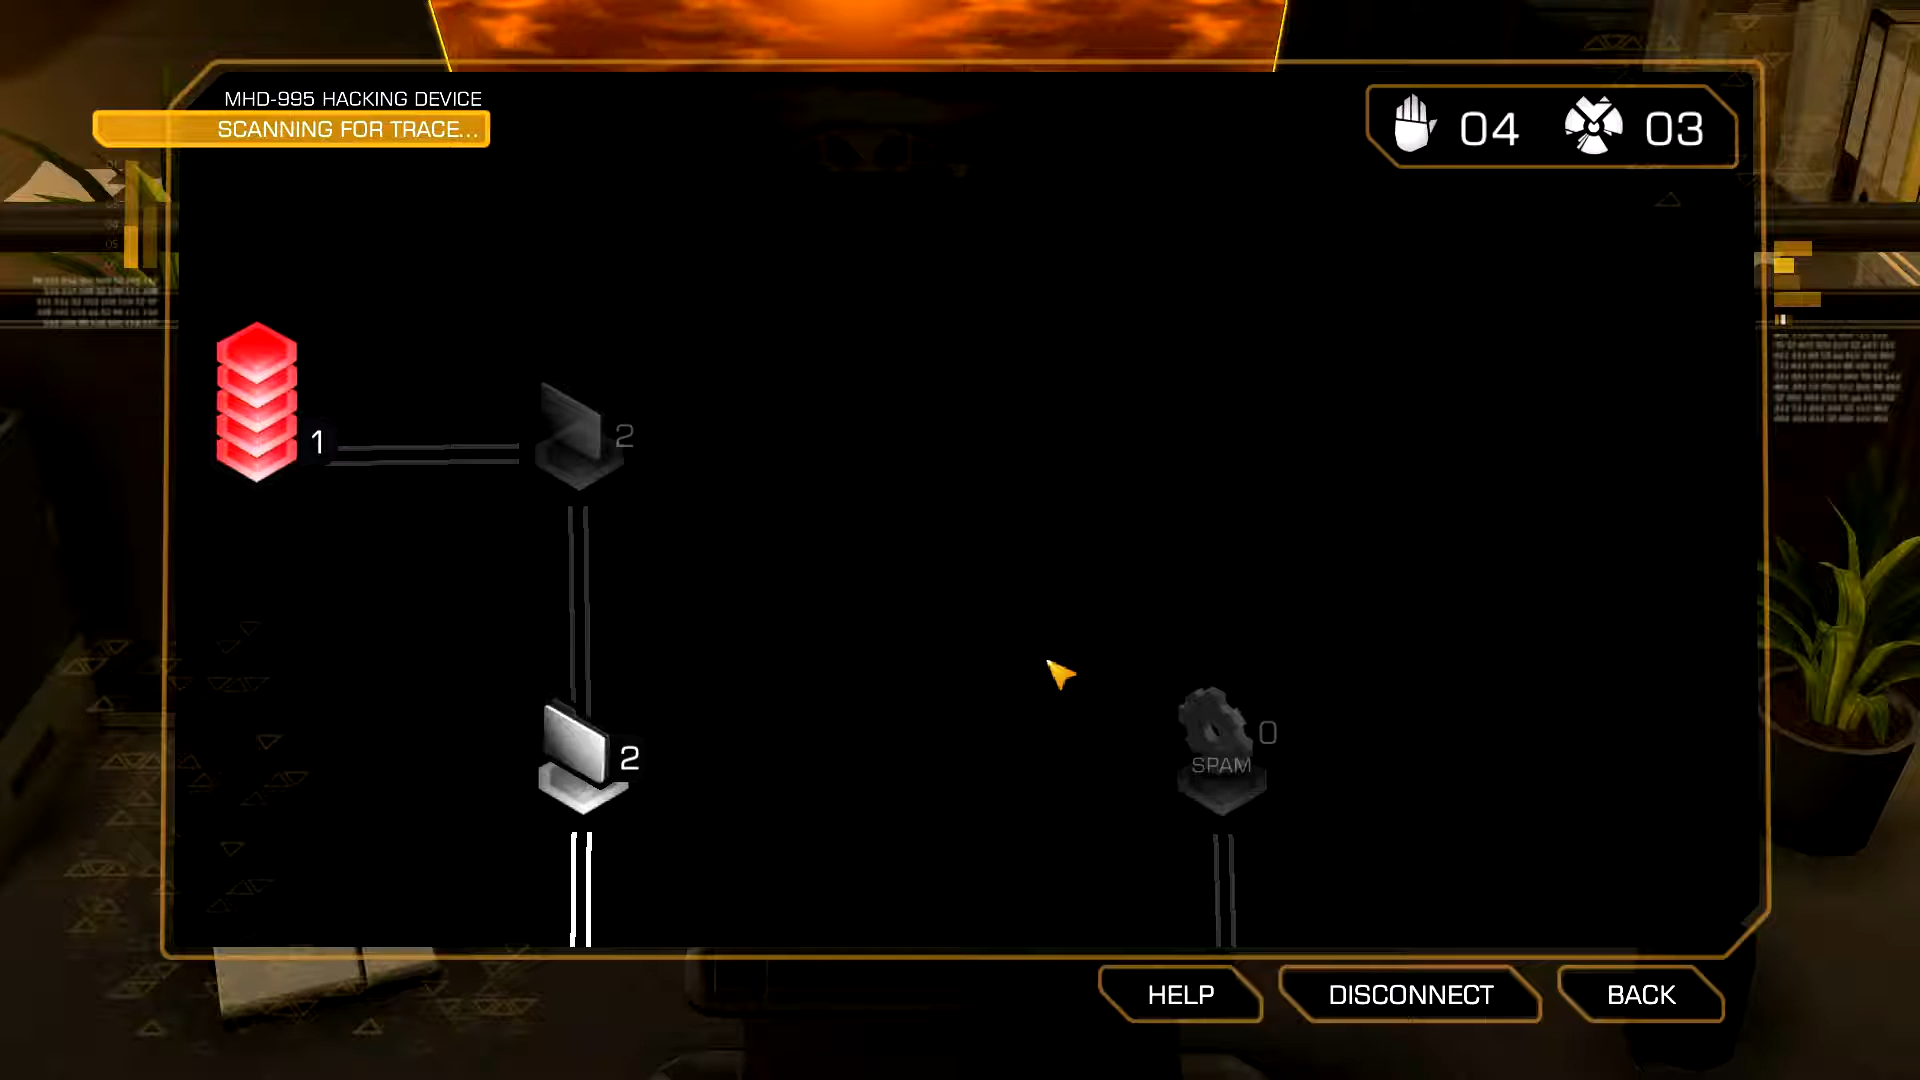 MHD-995 HACKING DEVICE
SCANNING FOR TRACE...
04 03
1
2
2
0
SPAM
HELP DISCONNECT BACK